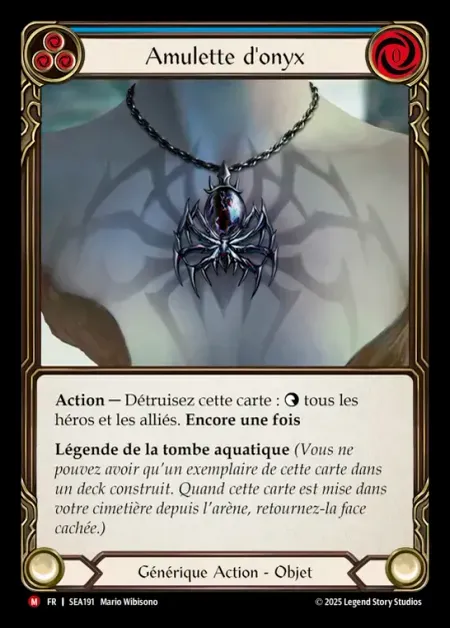 Amulette d'onyx
0
Action — Détruisez cette carte : tous les
héros et les alliés. Encore une fois
Légende de la tombe aquatique (Vous ne
pouvez avoir qu'un exemplaire de cette carte dans
un deck construit. Quand cette carte est mise dans
votre cimetière depuis l'arène, retournez-la face
cachée.)
Générique Action - Objet
M FR | SEA191 Mario Wibisono © 2025 Legend Story Studios